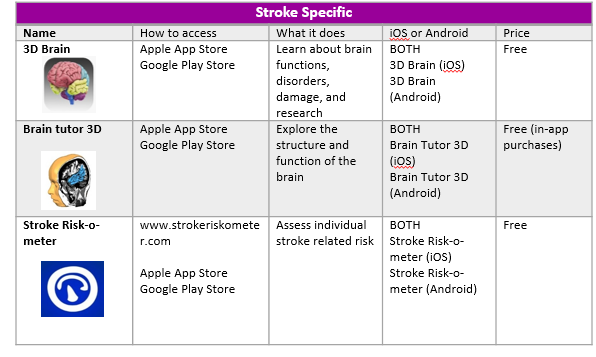 Stroke Specific
Name How to access What it does iOS or Android Price
3D Brain
Apple App Store
Google Play Store
Learn about brain
functions,
disorders,
damage, and
research
BOTH
3D Brain (iOS)
3D Brain
(Android)
Free
Brain tutor 3D
Apple App Store
Google Play Store
Explore the
structure and
function of the
brain
BOTH
Brain Tutor 3D
(iOS)
Brain Tutor 3D
(Android)
Free (in-app
purchases)
Stroke Risk-o-
meter
www.strokeriskomete
r.com
Apple App Store
Google Play Store
Assess individual
stroke related risk
BOTH
Stroke Risk-o-
meter (iOS)
Stroke Risk-o-
meter (Android)
Free